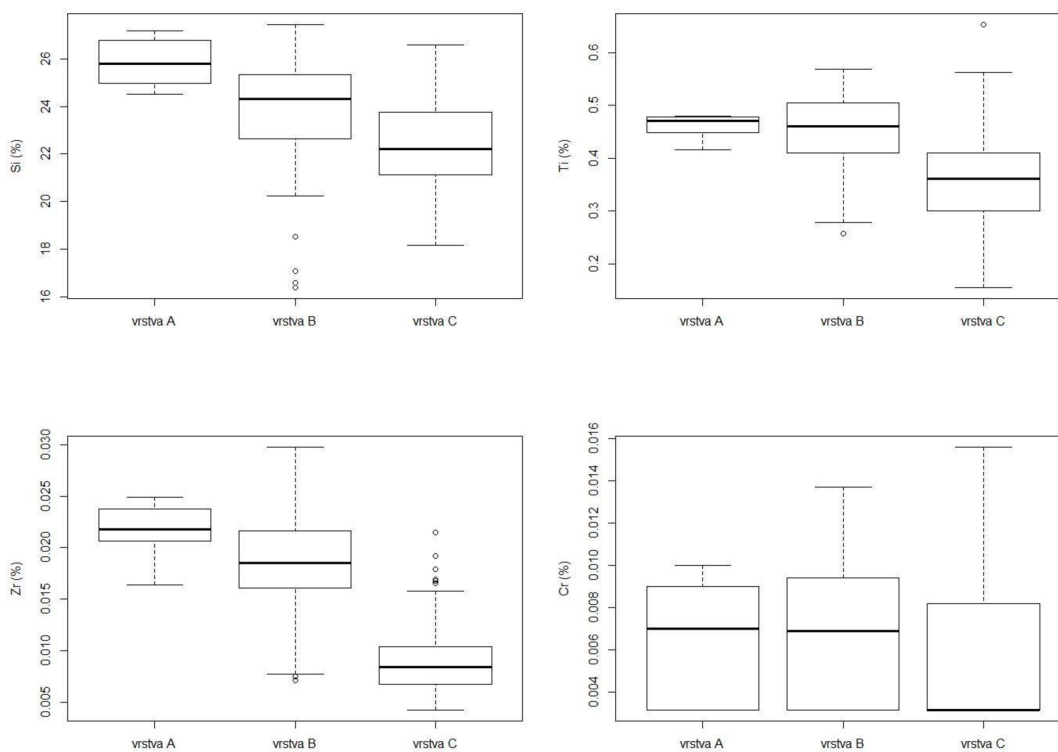 Si (%)
26
24
22
20
18
16
vrstva A
vrstva B
vrstva C
Ti (%)
0.6
0.5
0.4
0.3
0.2
vrstva A
vrstva B
vrstva C
Zr (%)
0.030
0.025
0.020
0.015
0.010
0.005
vrstva A
vrstva B
vrstva C
Cr (%)
0.016
0.014
0.012
0.010
0.008
0.006
0.004
vrstva A
vrstva B
vrstva C